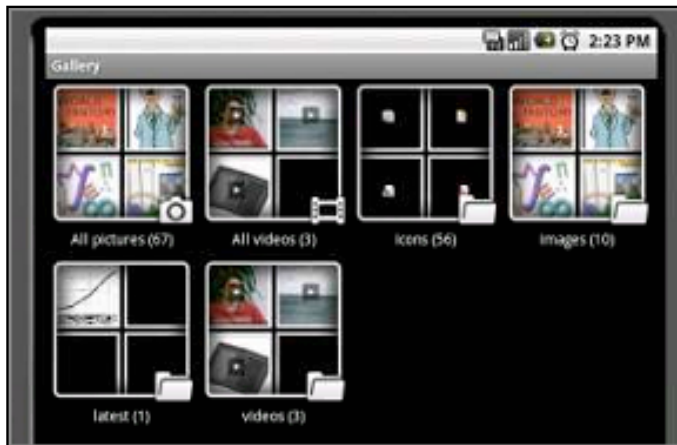 2:23 PM
Gallery
All pictures (67)
All videos (3)
Icons (56)
Images (10)
latest (1)
videos (3)